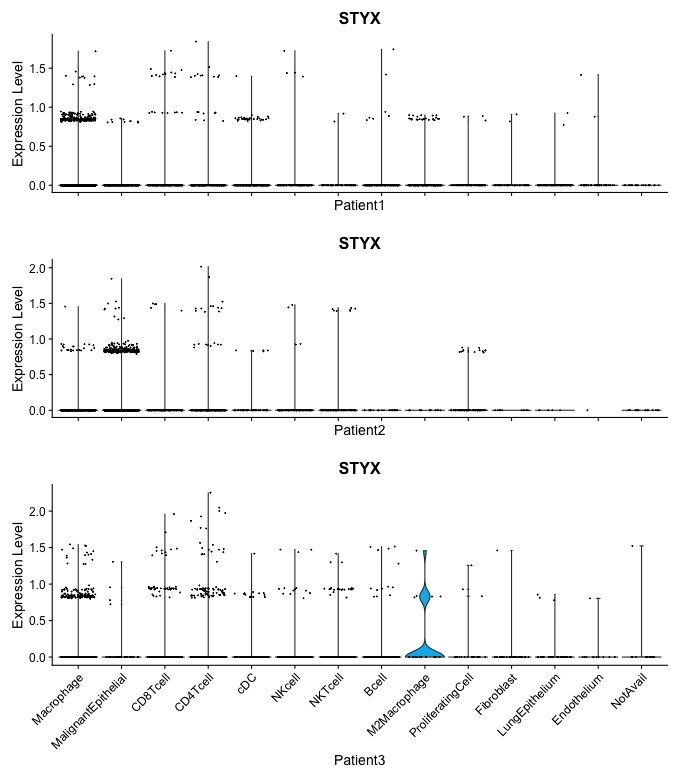 STYX
Expression Level
1.5
1.0
0.5
0.0
Patient1
STYX
Expression Level
2.0
1.5
1.0
0.5
0.0
Patient2
STYX
Expression Level
2.0
1.5
1.0
0.5
0.0
Macrophage
MalignantEpithelial
CD8Tcell
CD4Tcell
cDC
NKcell
NKTcell
Bcell
M2Macrophage
ProliferatingCell
Fibroblast
LungEpithelium
Endothelium
NotAvail
Patient3